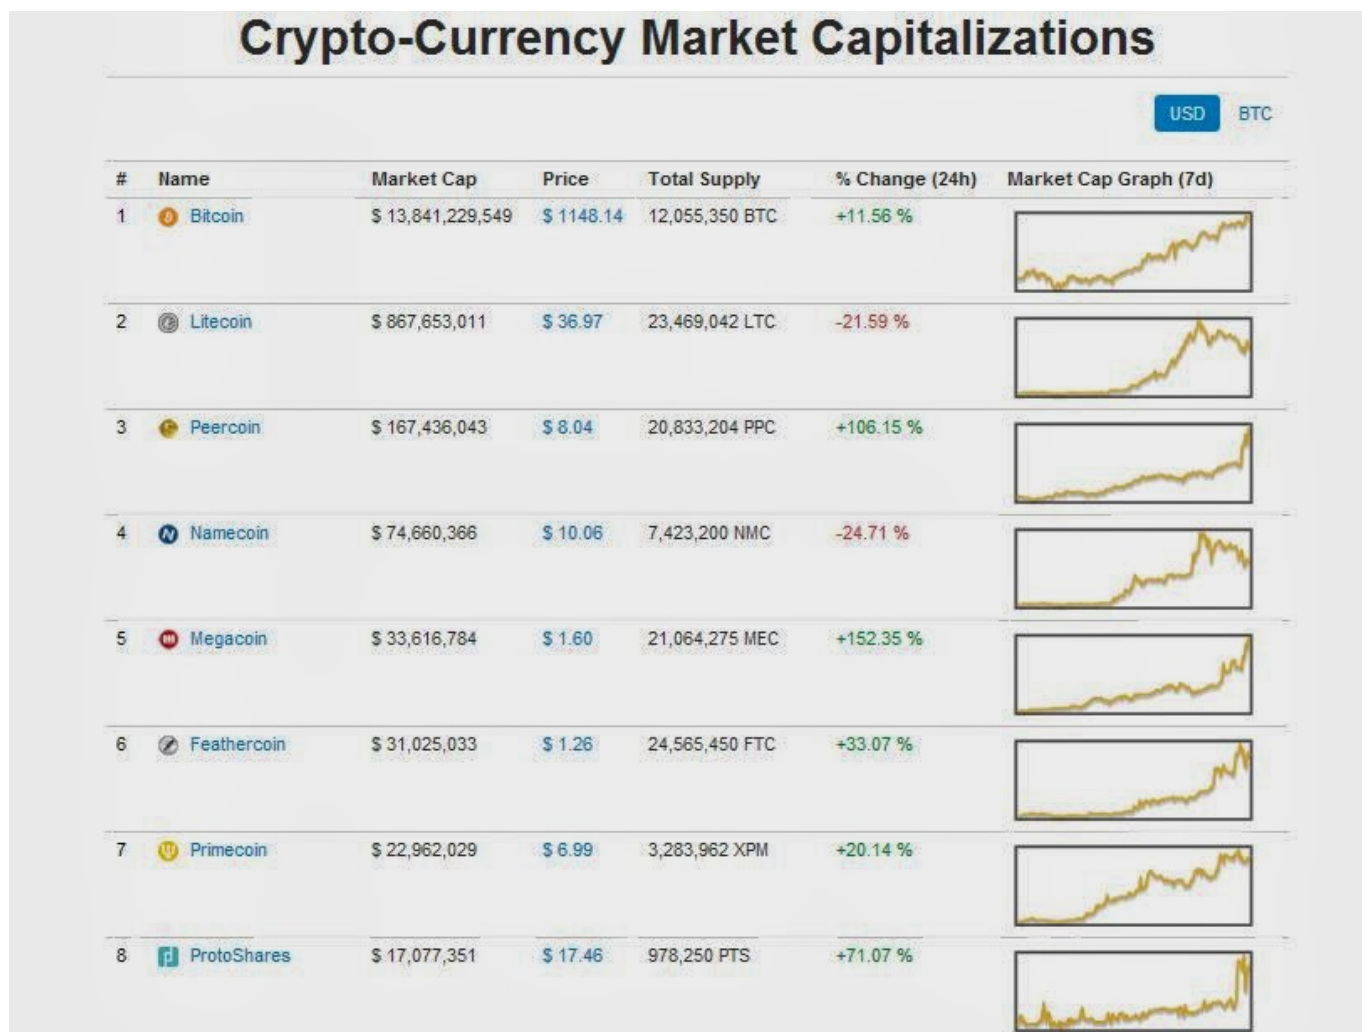 Crypto-Currency Market Capitalizations
USD BTC
# Name Market Cap Price Total Supply % Change (24h) Market Cap Graph (7d)
1 Bitcoin $ 13,841,229,549 $ 1148.14 12,055,350 BTC +11.56 %
2 Litecoin $ 867,653,011 $ 36.97 23,469,042 LTC -21.59 %
3 Peercoin $ 167,436,043 $ 8.04 20,833,204 PPC +106.15 %
4 Namecoin $ 74,660,366 $ 10.06 7,423,200 NMC -24.71 %
5 Megacoin $ 33,616,784 $ 1.60 21,064,275 MEC +152.35 %
6 Feathercoin $ 31,025,033 $ 1.26 24,565,450 FTC +33.07 %
7 Primecoin $ 22,962,029 $ 6.99 3,283,962 XPM +20.14 %
8 ProtoShares $ 17,077,351 $ 17.46 978,250 PTS +71.07 %